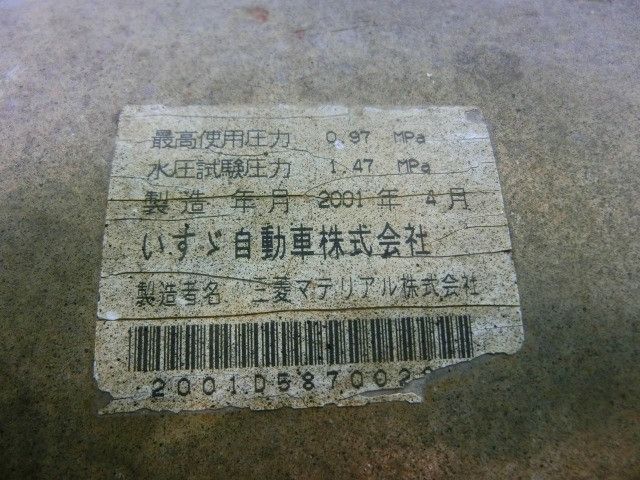 最高使用圧力 0.97 MPa
水圧試験圧力 1.47 MPa
製造年月 2001年 4月
いすゞ自動車株式会社
製造者名 三菱マテリアル株式会社